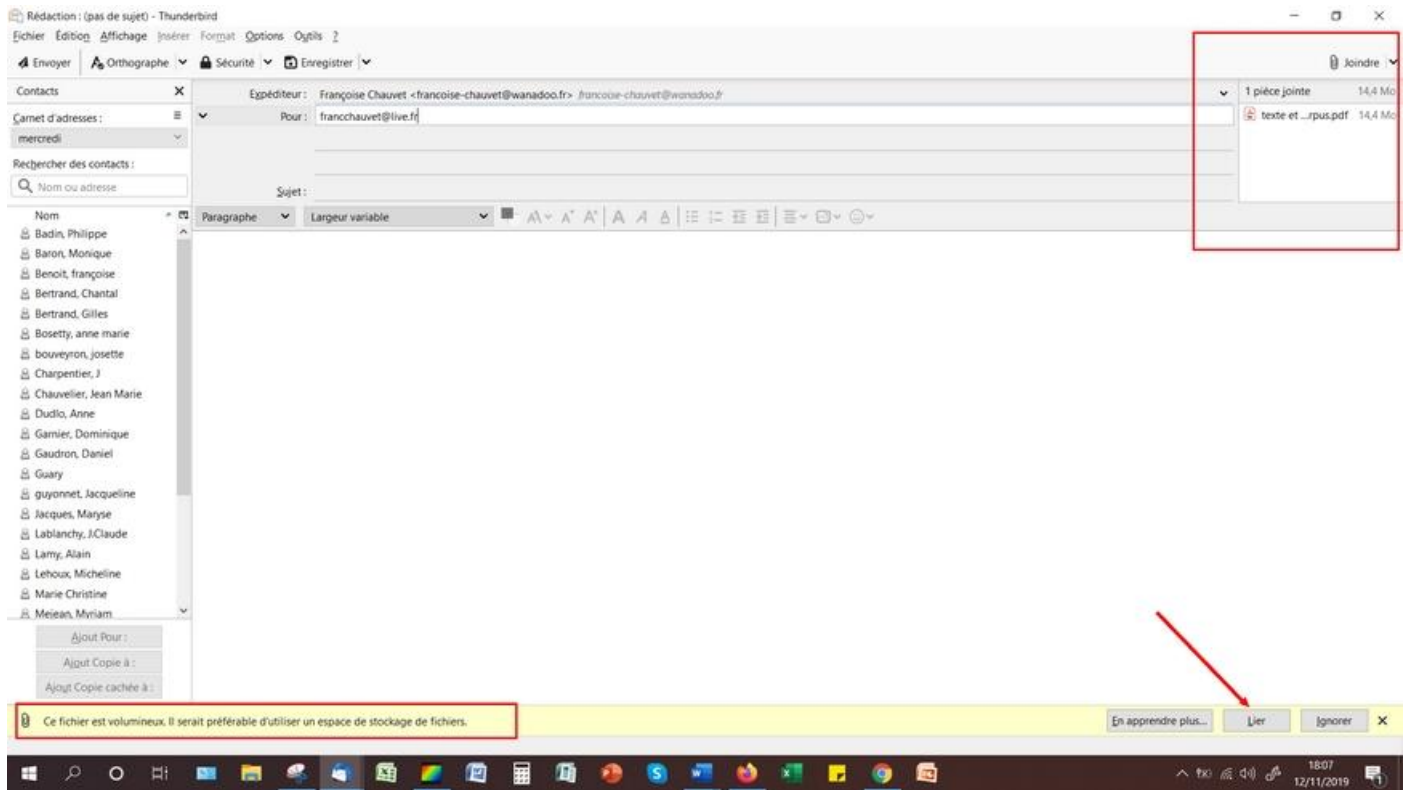 Rédaction : (pas de sujet) - Thunderbird
Fichier Édition Affichage Insérer Format Options Outils ?
Envoyer Orthographe Sécurité Enregistrer Joindre
Contacts
Carnet d'adresses :
mercredi
Rechercher des contacts :
Nom ou adresse
Nom
Badin, Philippe
Baron, Monique
Benoit, françoise
Bertrand, Chantal
Bertrand, Gilles
Bosetty, anne marie
bouveyron, josette
Charpentier, J
Chauvelier, Jean Marie
Dudlo, Anne
Garnier, Dominique
Gaudron, Daniel
Guary
guyonnet, Jacqueline
Jacques, Maryse
Lablanchy, J.Claude
Lamy, Alain
Lehoux, Micheline
Marie Christine
Mejean, Myriam
Ajout Pour :
Ajout Copie à :
Ajout Copie cachée à :
Expéditeur : Françoise Chauvet <francoise-chauvet@wanadoo.fr> francoise-chauvet@wanadoo.fr
Pour : francchauvet@live.fr
Sujet :
Paragraphe Largeur variable
1 pièce jointe 14,4 Mo
texte et ...rpus.pdf 14,4 Mo
Ce fichier est volumineux. Il serait préférable d'utiliser un espace de stockage de fichiers.
En apprendre plus... Lier Ignorer
18:07
12/11/2019